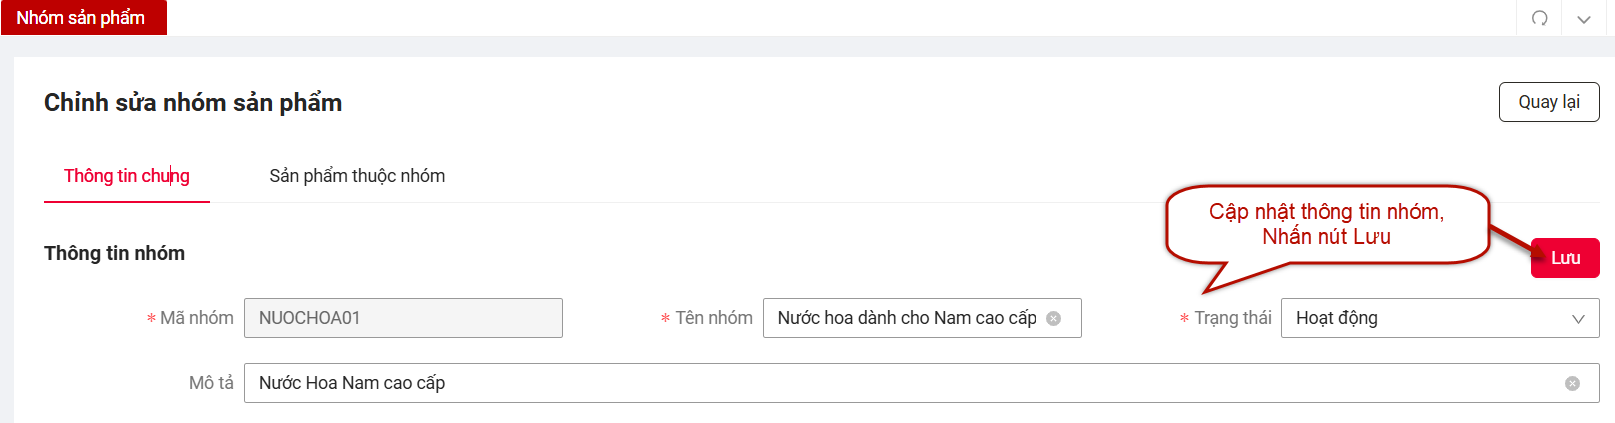 Nhóm sản phẩm
Chỉnh sửa nhóm sản phẩm
Quay lại
Thông tin chung
Sản phẩm thuộc nhóm
Cập nhật thông tin nhóm,
Nhấn nút Lưu
Thông tin nhóm
Lưu
* Mã nhóm NUOCHOA01 * Tên nhóm Nước hoa dành cho Nam cao cấp * Trạng thái Hoạt động
Mô tả Nước Hoa Nam cao cấp